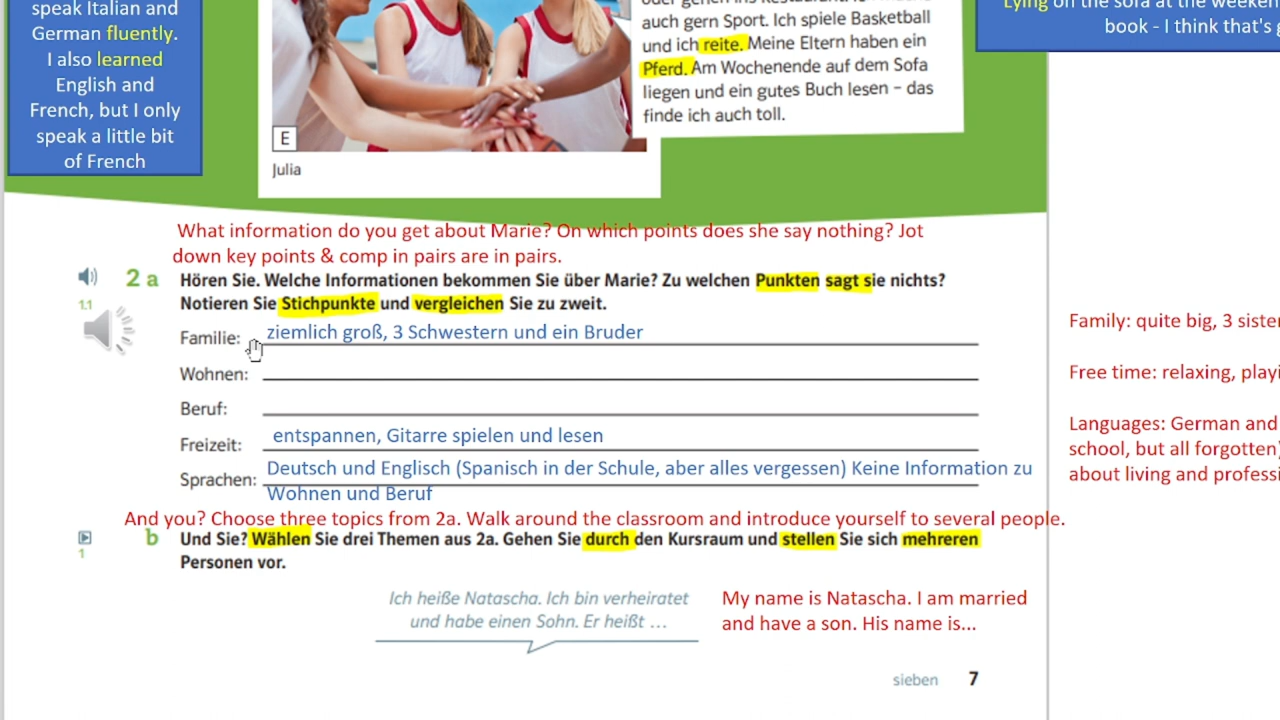 speak Italian and
German fluently.
I also learned
English and
French, but I only
speak a little bit
of French
auch gern Sport. Ich spiele Basketball
und ich reite. Meine Eltern haben ein
Pferd. Am Wochenende auf dem Sofa
liegen und ein gutes Buch lesen – das
finde ich auch toll.
Lying on the sofa at the weekend
book - I think that's
E
Julia
What information do you get about Marie? On which points does she say nothing? Jot
down key points & comp in pairs are in pairs.
2 a
Hören Sie. Welche Informationen bekommen Sie über Marie? Zu welchen Punkten sagt sie nichts?
1.1
Notieren Sie Stichpunkte und vergleichen Sie zu zweit.
Familie: ziemlich groß, 3 Schwestern und ein Bruder
Wohnen:
Beruf:
Freizeit: entspannen, Gitarre spielen und lesen
Sprachen: Deutsch und Englisch (Spanisch in der Schule, aber alles vergessen) Keine Information zu
Wohnen und Beruf
Family: quite big, 3 sister
Free time: relaxing, playi
Languages: German and
school, but all forgotten)
about living and professi
And you? Choose three topics from 2a. Walk around the classroom and introduce yourself to several people.
b Und Sie? Wählen Sie drei Themen aus 2a. Gehen Sie durch den Kursraum und stellen Sie sich mehreren
1
Personen vor.
Ich heiße Natascha. Ich bin verheiratet
und habe einen Sohn. Er heißt ...
My name is Natascha. I am married
and have a son. His name is...
sieben 7